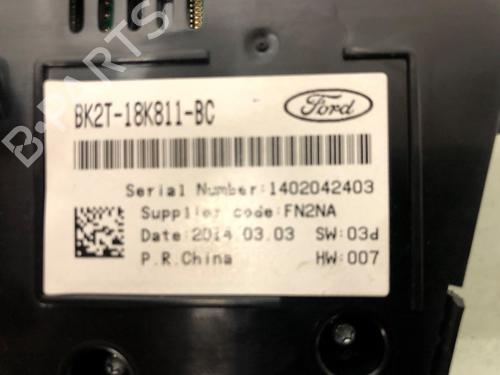 B-PARTS
BK2T-18K811-BC
Ford
Serial Number:1402042403
Supplier code:FN2NA
Date:2014.03.03 SW:03d
P.R.China HW:007